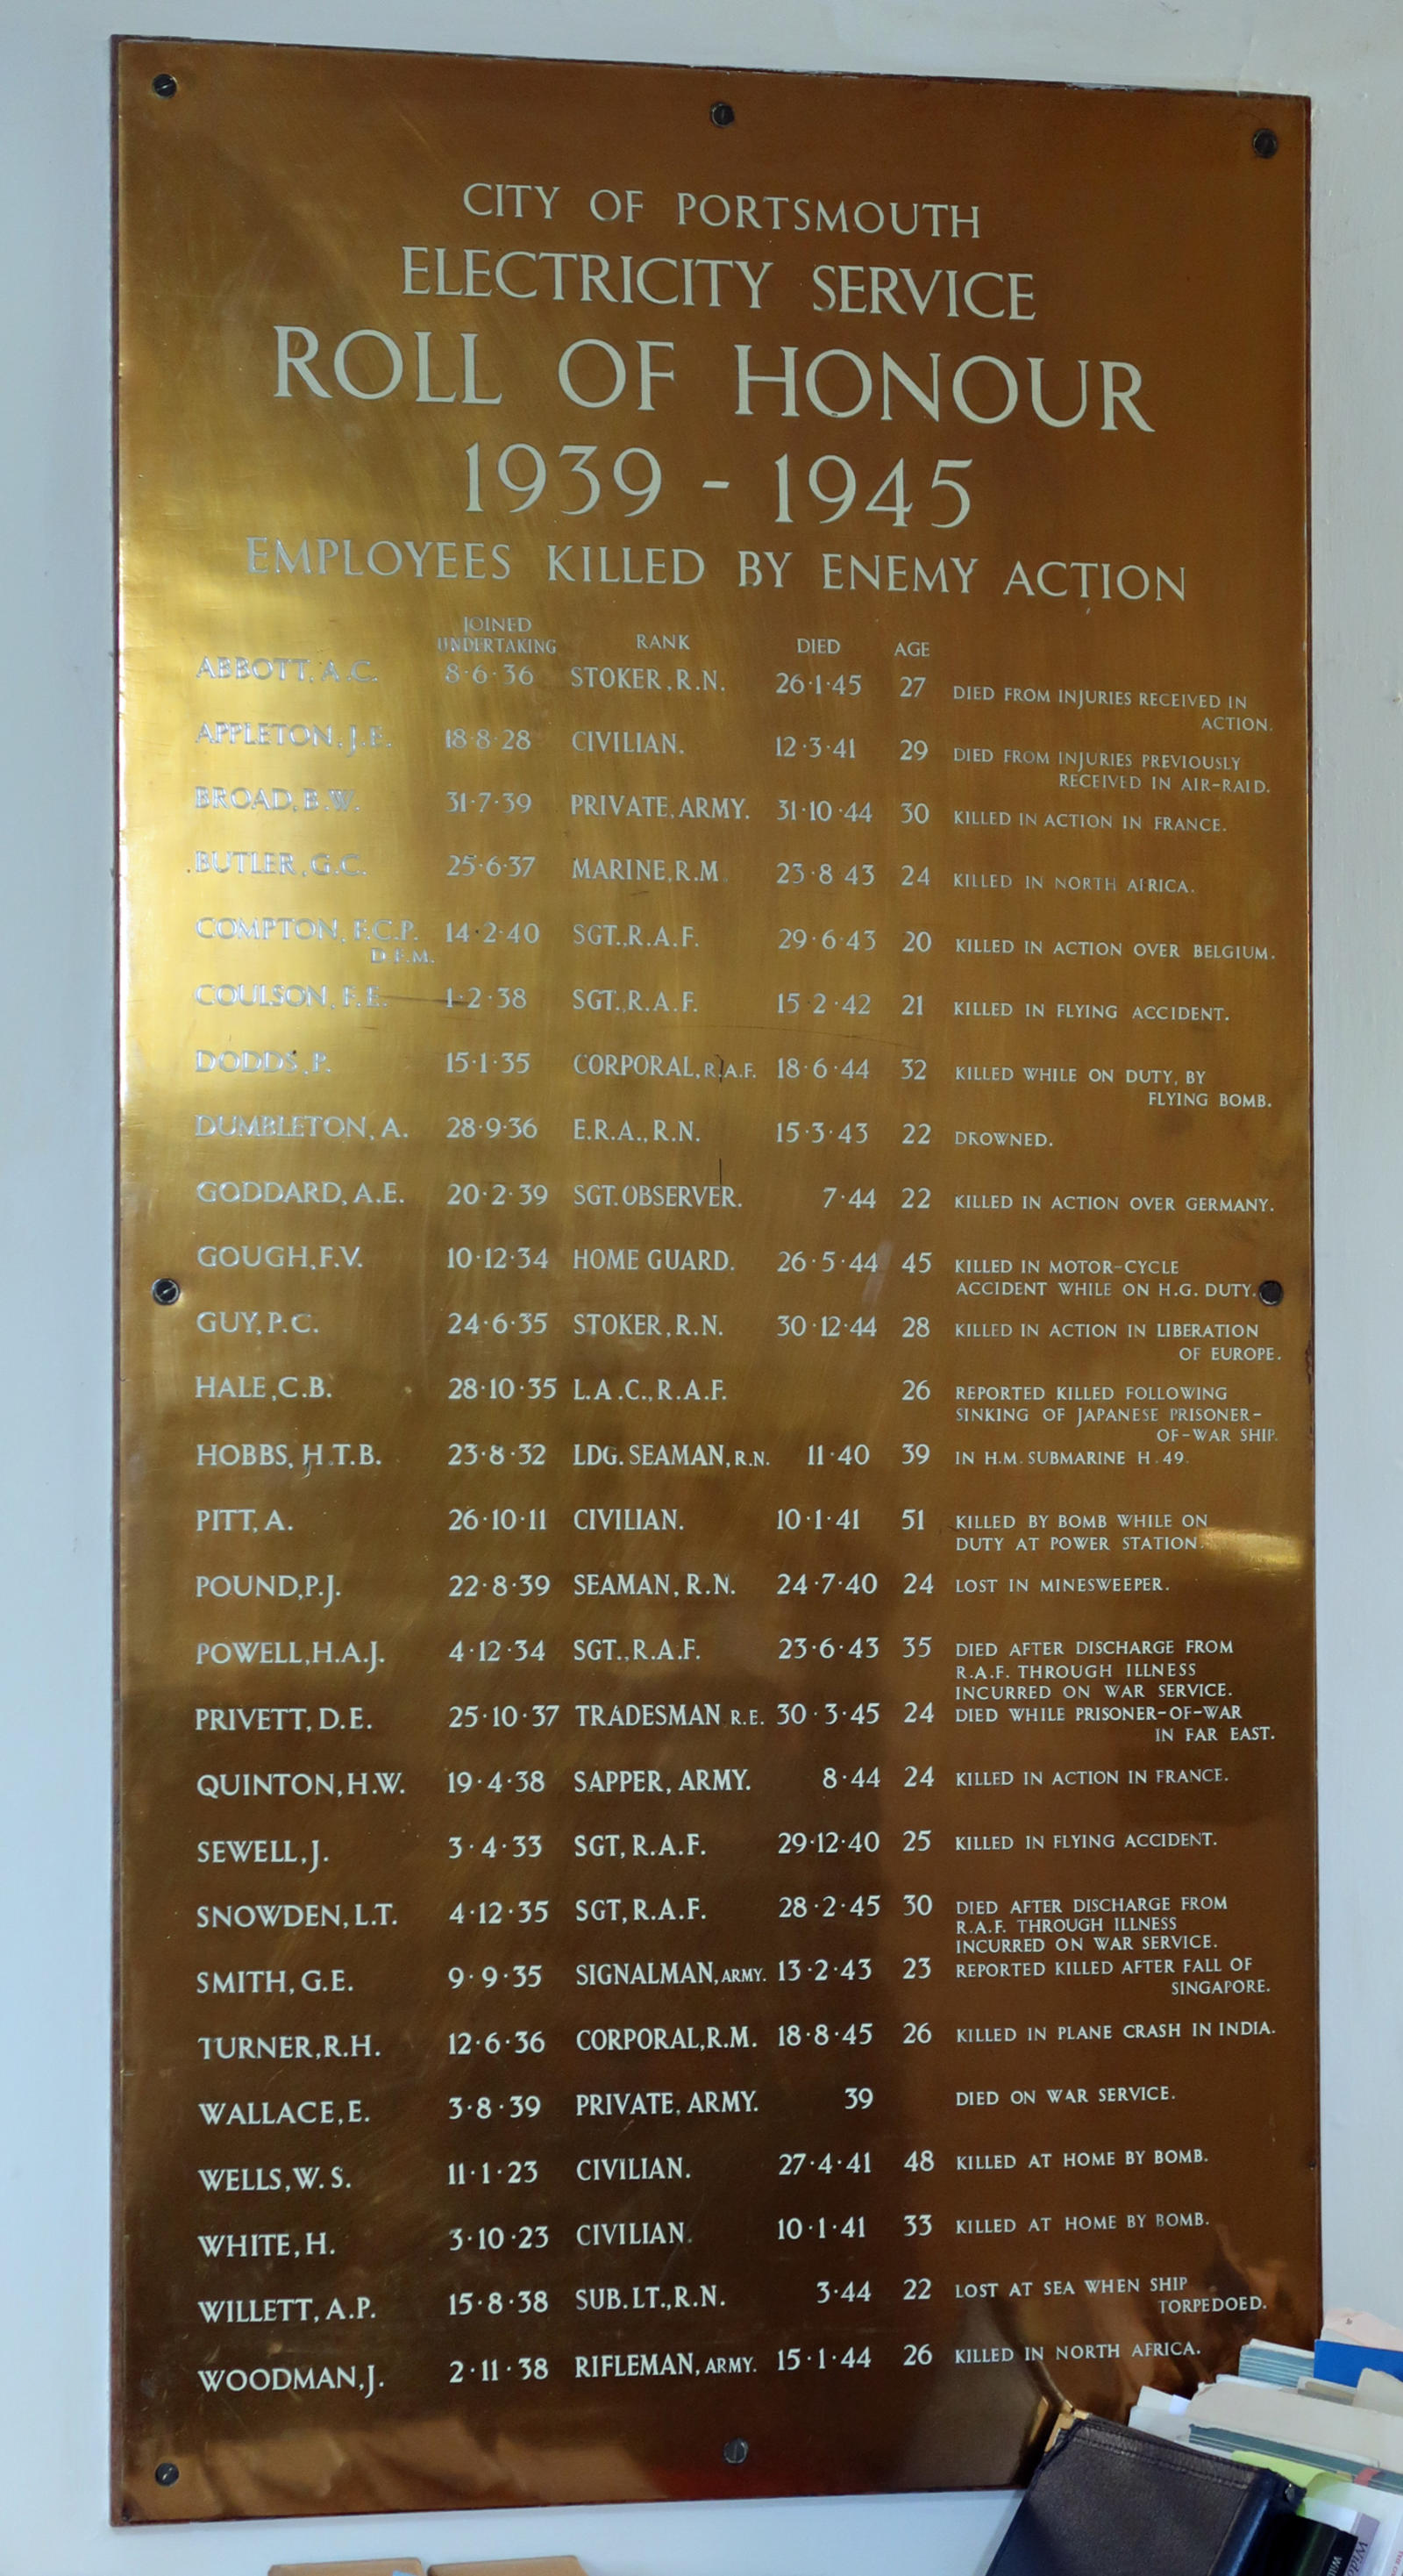 CITY OF PORTSMOUTH
ELECTRICITY SERVICE
ROLL OF HONOUR
1939 - 1945
EMPLOYEES KILLED BY ENEMY ACTION
JOINED
UNDERTAKING RANK DIED AGE
ABBOTT, A.C. 8·6·36 STOKER, R.N. 26·1·45 27 DIED FROM INJURIES RECEIVED IN
ACTION.
APPLETON, J.E. 18·8·28 CIVILIAN. 12·3·41 29 DIED FROM INJURIES PREVIOUSLY
RECEIVED IN AIR-RAID.
BROAD, B.W. 31·7·39 PRIVATE, ARMY. 31·10·44 30 KILLED IN ACTION IN FRANCE.
BUTLER, G.C. 25·6·37 MARINE, R.M. 23·8·43 24 KILLED IN NORTH AFRICA.
COMPTON, F.C.P. 14·2·40 SGT., R.A.F. 29·6·43 20 KILLED IN ACTION OVER BELGIUM.
D.F.M.
COULSON, F.E. 1·2·38 SGT., R.A.F. 15·2·42 21 KILLED IN FLYING ACCIDENT.
DODDS, P. 15·1·35 CORPORAL, R.A.F. 18·6·44 32 KILLED WHILE ON DUTY, BY
FLYING BOMB.
DUMBLETON, A. 28·9·36 E.R.A., R.N. 15·3·43 22 DROWNED.
GODDARD, A.E. 20·2·39 SGT. OBSERVER. 7·44 22 KILLED IN ACTION OVER GERMANY.
GOUGH, F.V. 10·12·34 HOME GUARD. 26·5·44 45 KILLED IN MOTOR-CYCLE
ACCIDENT WHILE ON H.G. DUTY.
GUY, P.C. 24·6·35 STOKER, R.N. 30·12·44 28 KILLED IN ACTION IN LIBERATION
OF EUROPE.
HALE, C.B. 28·10·35 L.A.C., R.A.F. 26 REPORTED KILLED FOLLOWING
SINKING OF JAPANESE PRISONER-
OF-WAR SHIP.
HOBBS, H.T.B. 23·8·32 LDG. SEAMAN, R.N. 11·40 39 IN H.M. SUBMARINE H.49.
PITT, A. 26·10·11 CIVILIAN. 10·1·41 51 KILLED BY BOMB WHILE ON
DUTY AT POWER STATION.
POUND, P.J. 22·8·39 SEAMAN, R.N. 24·7·40 24 LOST IN MINESWEEPER.
POWELL, H.A.J. 4·12·34 SGT., R.A.F. 23·6·43 35 DIED AFTER DISCHARGE FROM
R.A.F. THROUGH ILLNESS
INCURRED ON WAR SERVICE.
PRIVETT, D.E. 25·10·37 TRADESMAN R.E. 30·3·45 24 DIED WHILE PRISONER-OF-WAR
IN FAR EAST.
QUINTON, H.W. 19·4·38 SAPPER, ARMY. 8·44 24 KILLED IN ACTION IN FRANCE.
SEWELL, J. 3·4·33 SGT, R.A.F. 29·12·40 25 KILLED IN FLYING ACCIDENT.
SNOWDEN, L.T. 4·12·35 SGT, R.A.F. 28·2·45 30 DIED AFTER DISCHARGE FROM
R.A.F. THROUGH ILLNESS
INCURRED ON WAR SERVICE.
SMITH, G.E. 9·9·35 SIGNALMAN, ARMY. 13·2·43 23 REPORTED KILLED AFTER FALL OF
SINGAPORE.
TURNER, R.H. 12·6·36 CORPORAL, R.M. 18·8·45 26 KILLED IN PLANE CRASH IN INDIA.
WALLACE, E. 3·8·39 PRIVATE, ARMY. 39 DIED ON WAR SERVICE.
WELLS, W.S. 11·1·23 CIVILIAN. 27·4·41 48 KILLED AT HOME BY BOMB.
WHITE, H. 3·10·23 CIVILIAN. 10·1·41 33 KILLED AT HOME BY BOMB.
WILLETT, A.P. 15·8·38 SUB. LT., R.N. 3·44 22 LOST AT SEA WHEN SHIP
TORPEDOED.
WOODMAN, J. 2·11·38 RIFLEMAN, ARMY. 15·1·44 26 KILLED IN NORTH AFRICA.